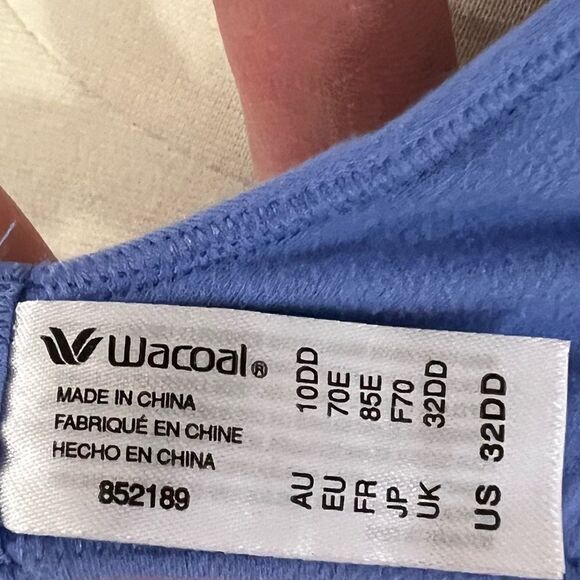 Wacoal®
MADE IN CHINA
FABRIQUÉ EN CHINE
HECHO EN CHINA
852189
AU 10DD
EU 70E
FR 85E
JP F70
UK 32DD
US 32DD